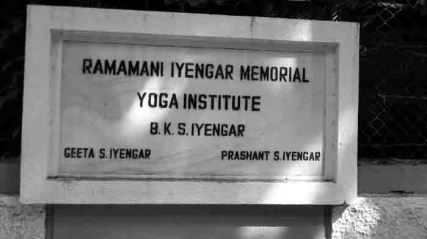 RAMAMANI IYENGAR MEMORIAL
YOGA INSTITUTE
B.K.S. IYENGAR
GEETA S. IYENGAR PRASHANT S. IYENGAR